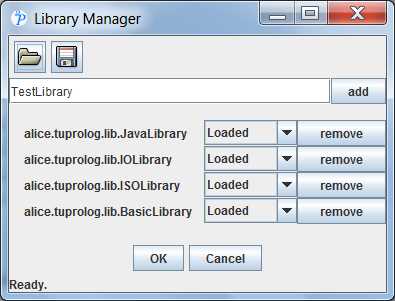 Library Manager
TestLibrary add
alice.tuprolog.lib.JavaLibrary Loaded remove
alice.tuprolog.lib.IOLibrary Loaded remove
alice.tuprolog.lib.ISOLibrary Loaded remove
alice.tuprolog.lib.BasicLibrary Loaded remove
OK Cancel
Ready.